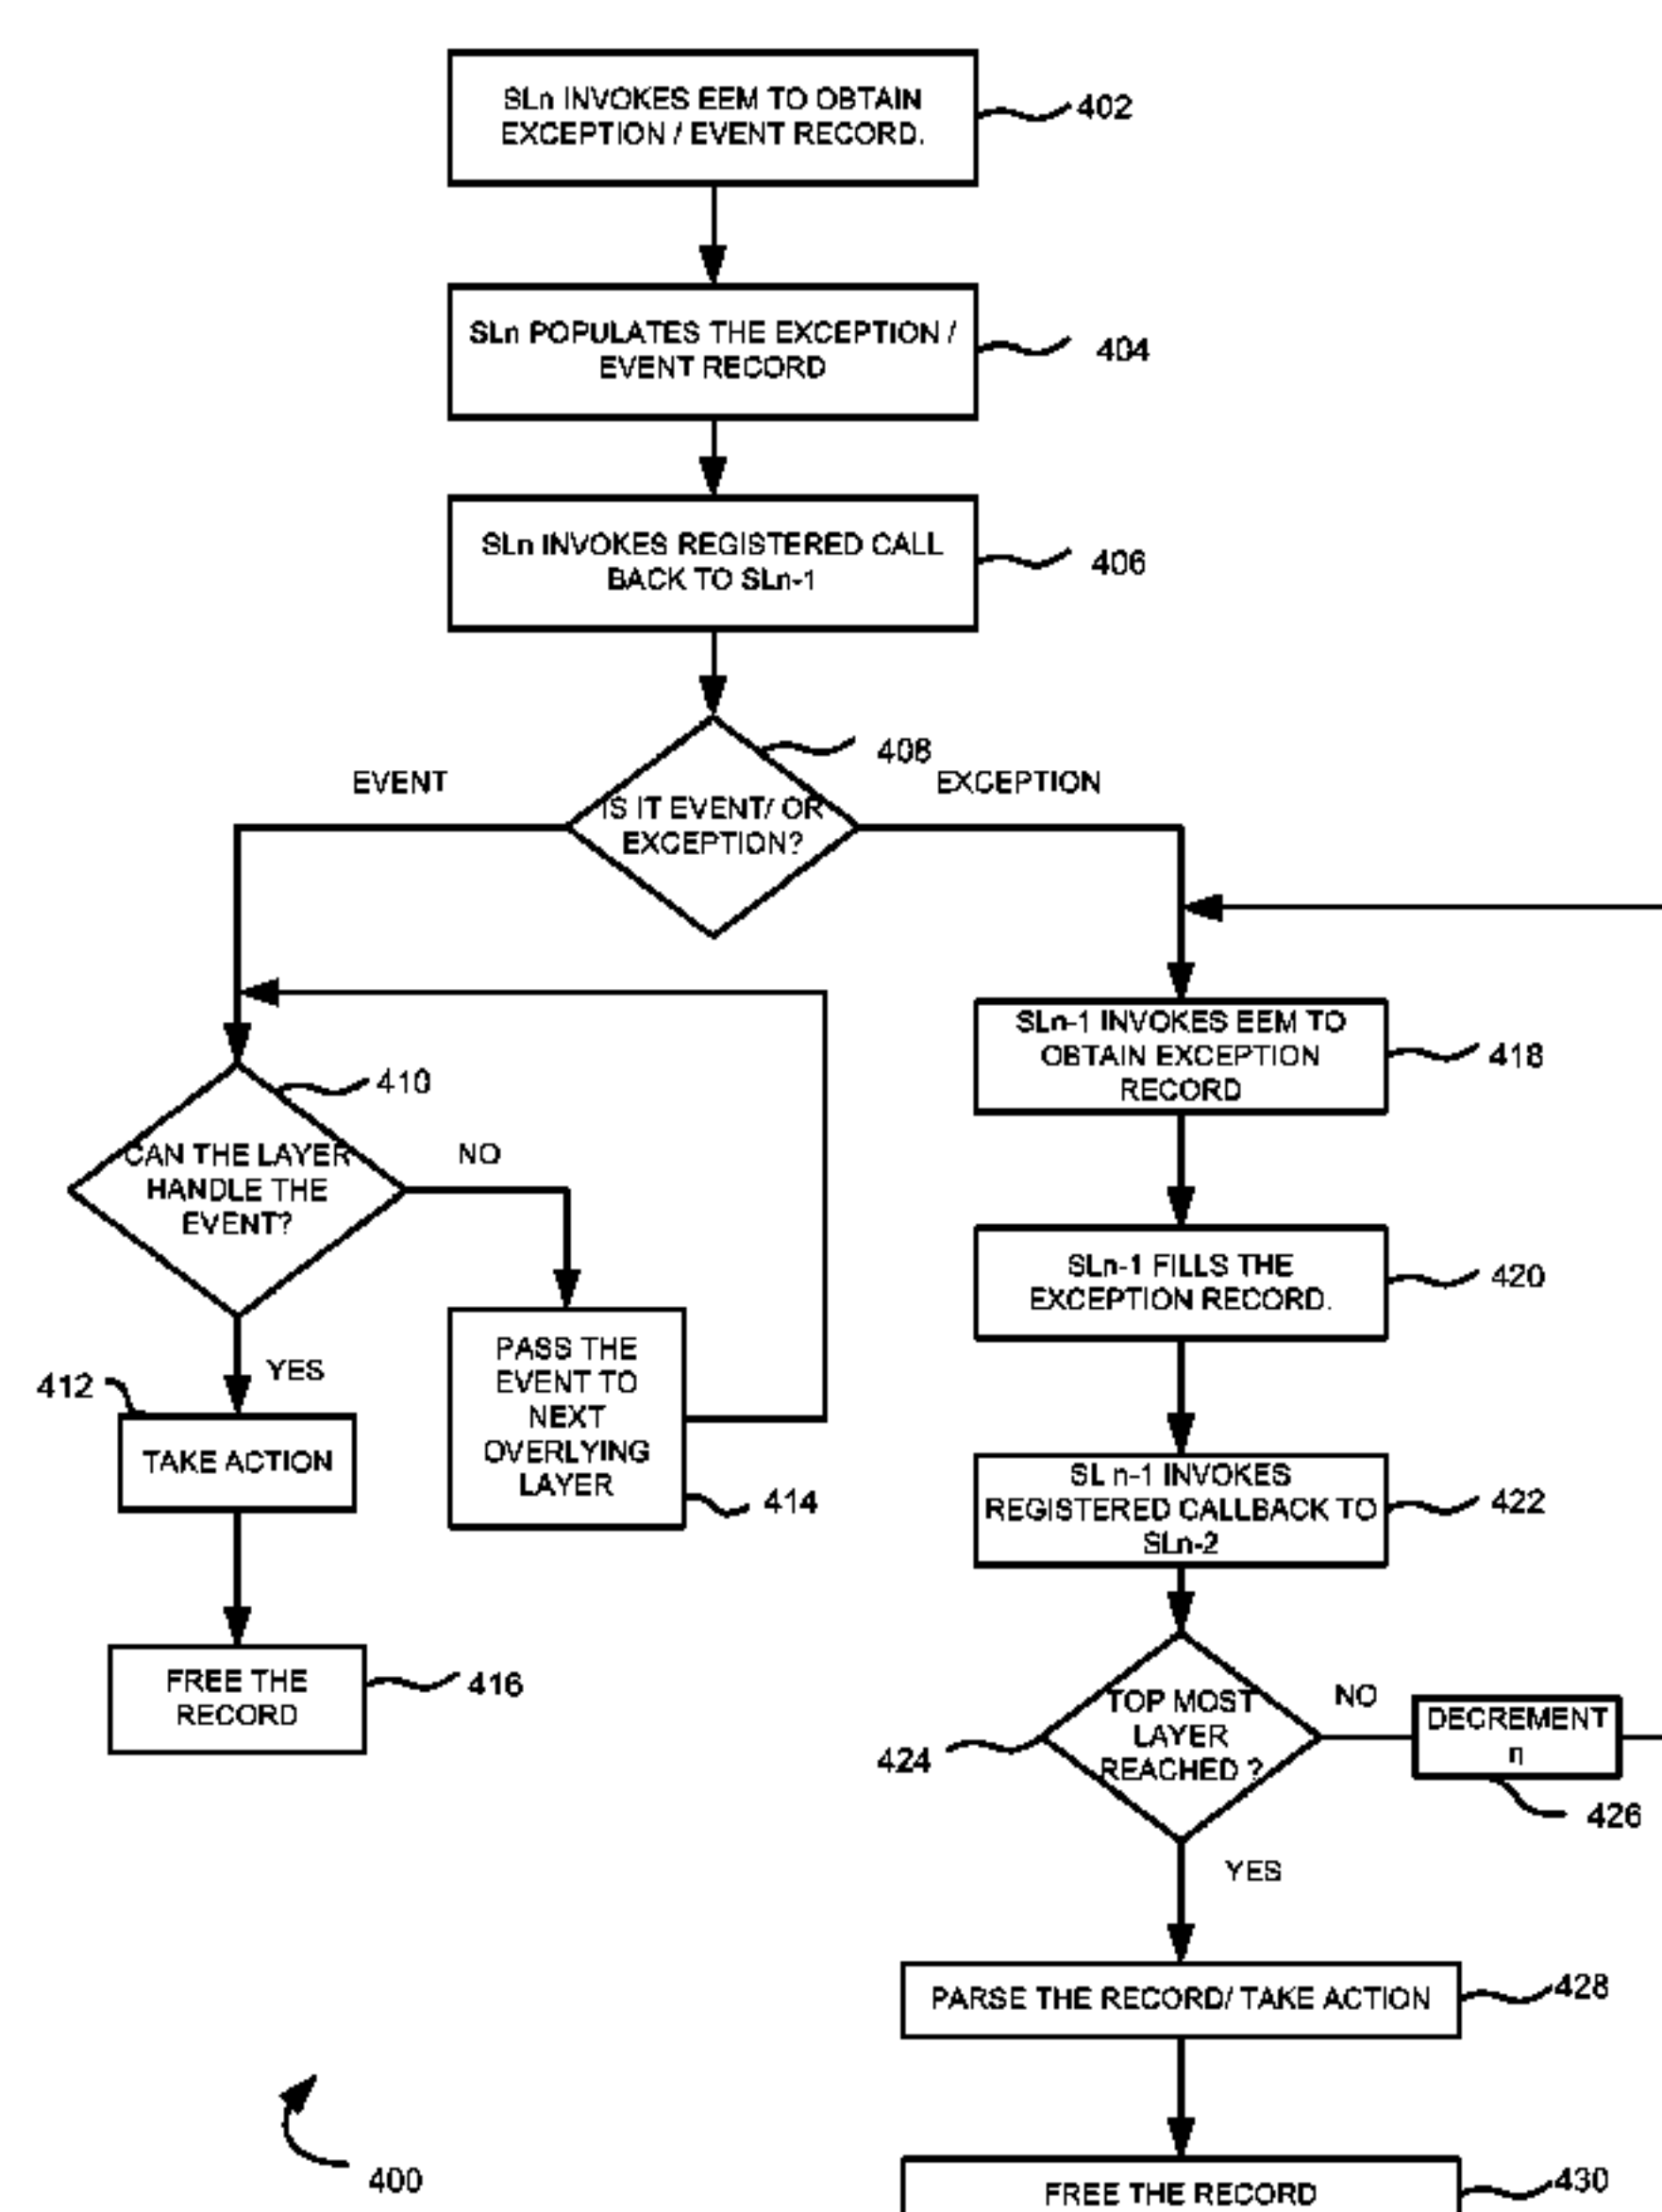 SLn INVOKES EEM TO OBTAIN
EXCEPTION / EVENT RECORD.
402
SLn POPULATES THE EXCEPTION /
EVENT RECORD
404
SLn INVOKES REGISTERED CALL
BACK TO SLn-1
406
408
EVENT
EXCEPTION
IS IT EVENT/ OR
EXCEPTION?
410
CAN THE LAYER
HANDLE THE
EVENT?
NO
YES
412
TAKE ACTION
PASS THE
EVENT TO
NEXT
OVERLYING
LAYER
414
FREE THE
RECORD
416
SLn-1 INVOKES EEM TO
OBTAIN EXCEPTION
RECORD
418
SLn-1 FILLS THE
EXCEPTION RECORD.
420
SL n-1 INVOKES
REGISTERED CALLBACK TO
SLn-2
422
TOP MOST
LAYER
REACHED ?
424
NO
DECREMENT
n
426
YES
PARSE THE RECORD/ TAKE ACTION
428
FREE THE RECORD
430
400